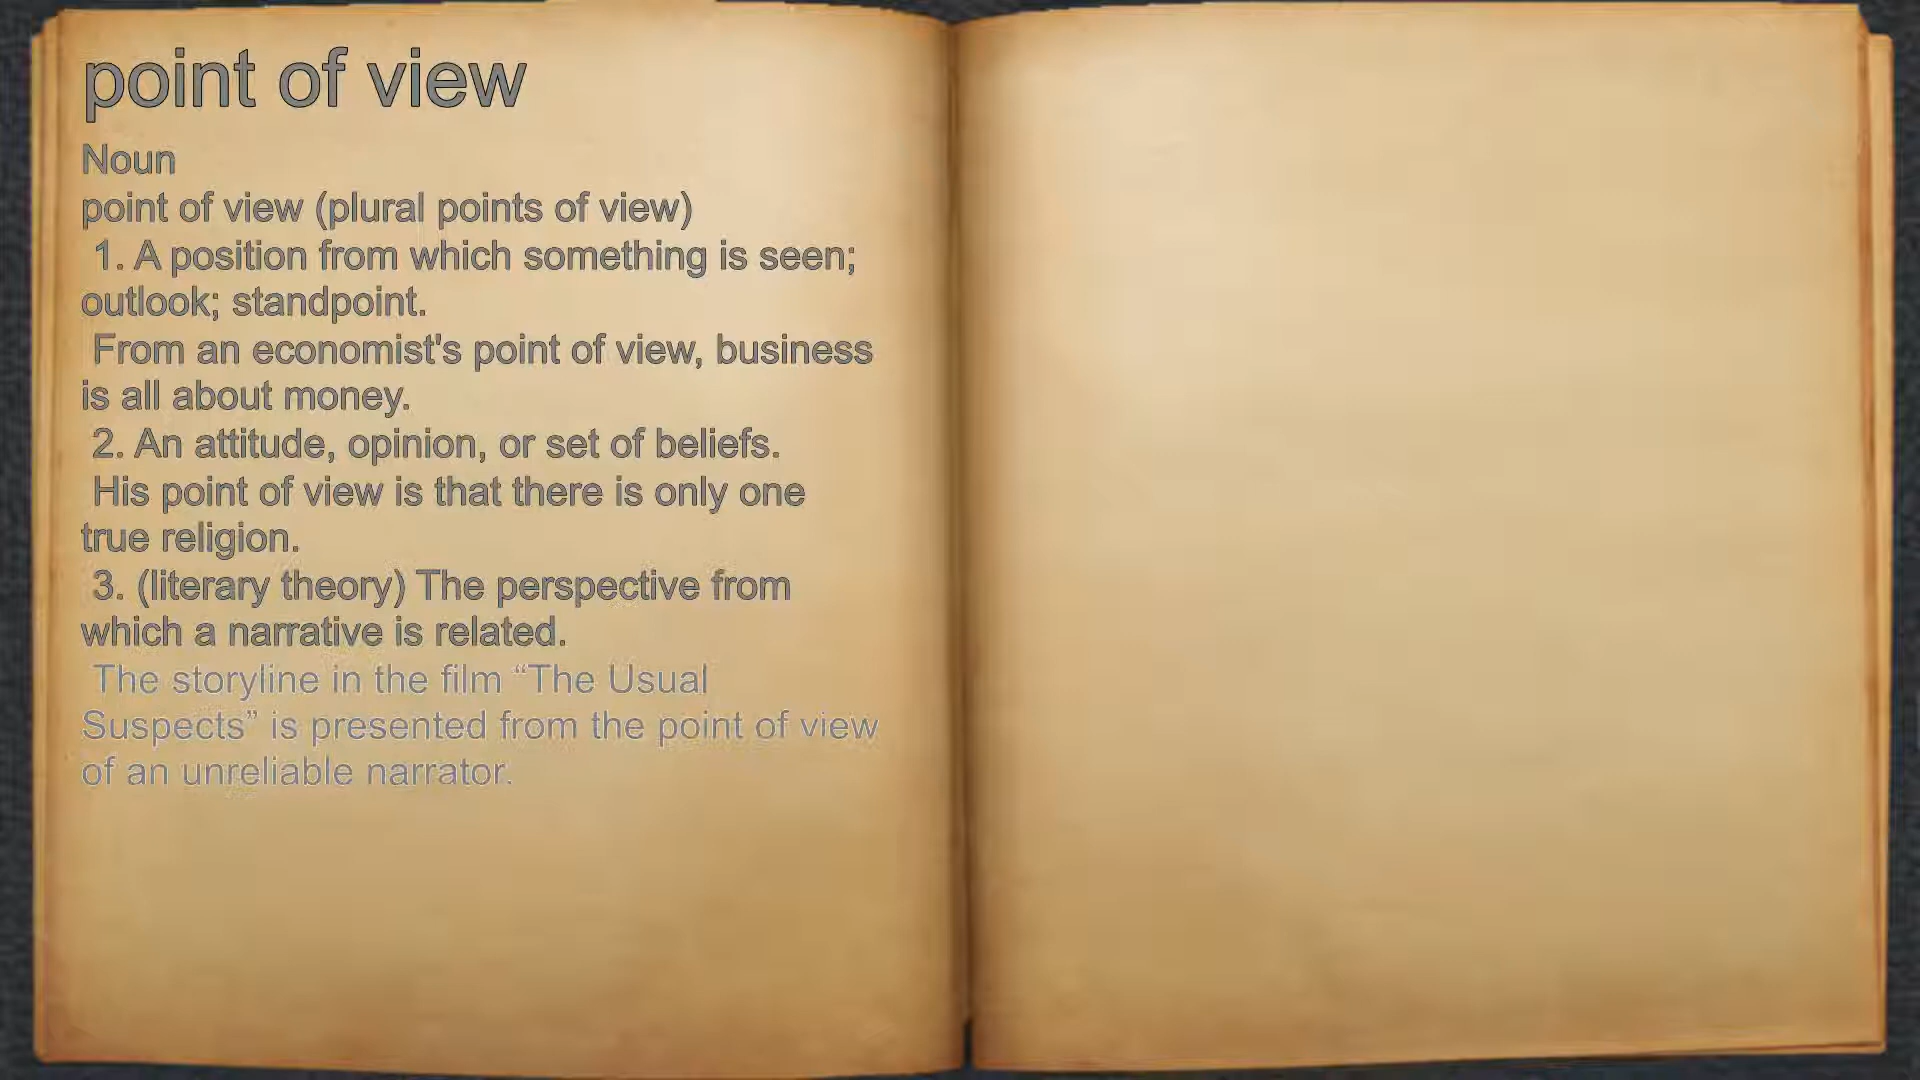 point of view
Noun
point of view (plural points of view)
1. A position from which something is seen;
outlook; standpoint.
From an economist's point of view, business
is all about money.
2. An attitude, opinion, or set of beliefs.
His point of view is that there is only one
true religion.
3. (literary theory) The perspective from
which a narrative is related.
The storyline in the film “The Usual
Suspects” is presented from the point of view
of an unreliable narrator.